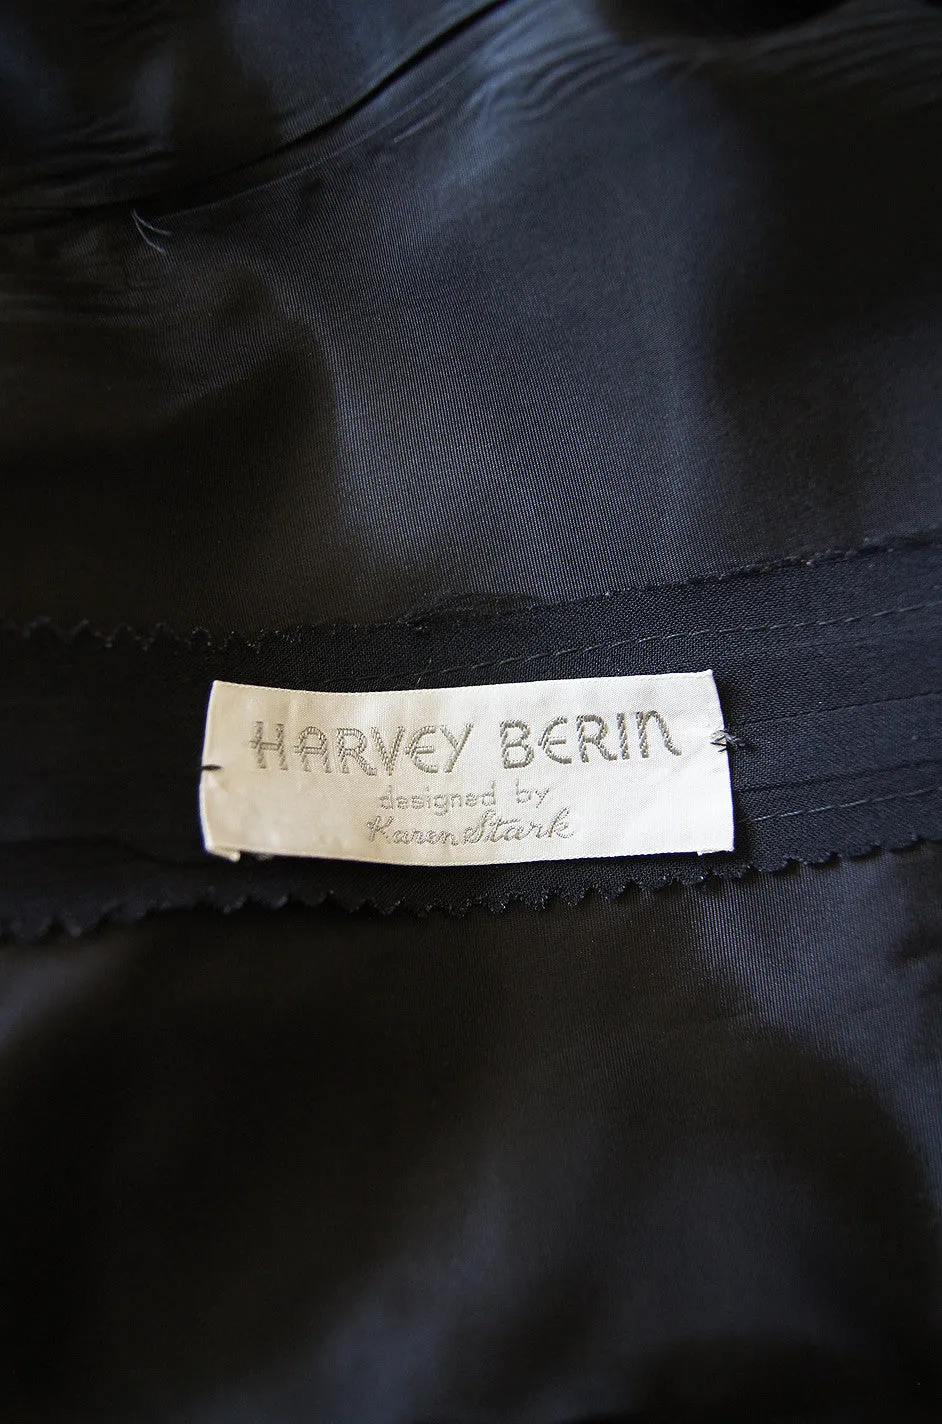 HARVEY BERIN
designed by
Karen Stark